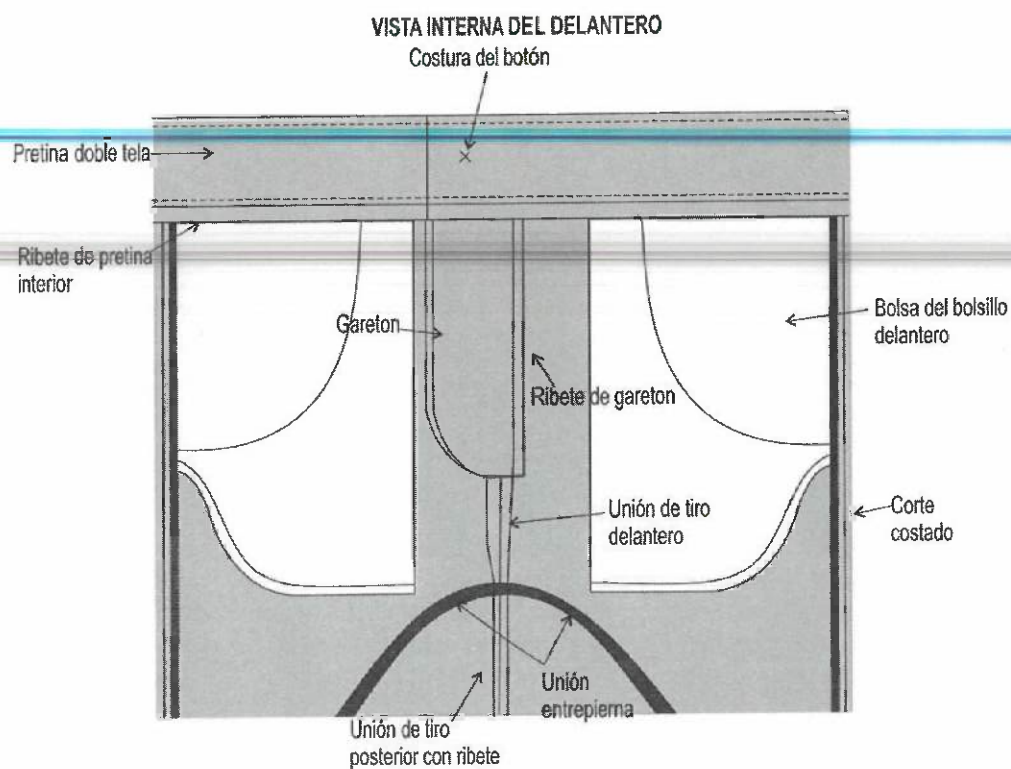 VISTA INTERNA DEL DELANTERO
Costura del botón
Pretina doble tela
Ribete de pretina
interior
Gareton
Bolsa del bolsillo
delantero
Ribete de gareton
Unión de tiro
delantero
Corte
costado
Unión
entrepierna
Unión de tiro
posterior con ribete